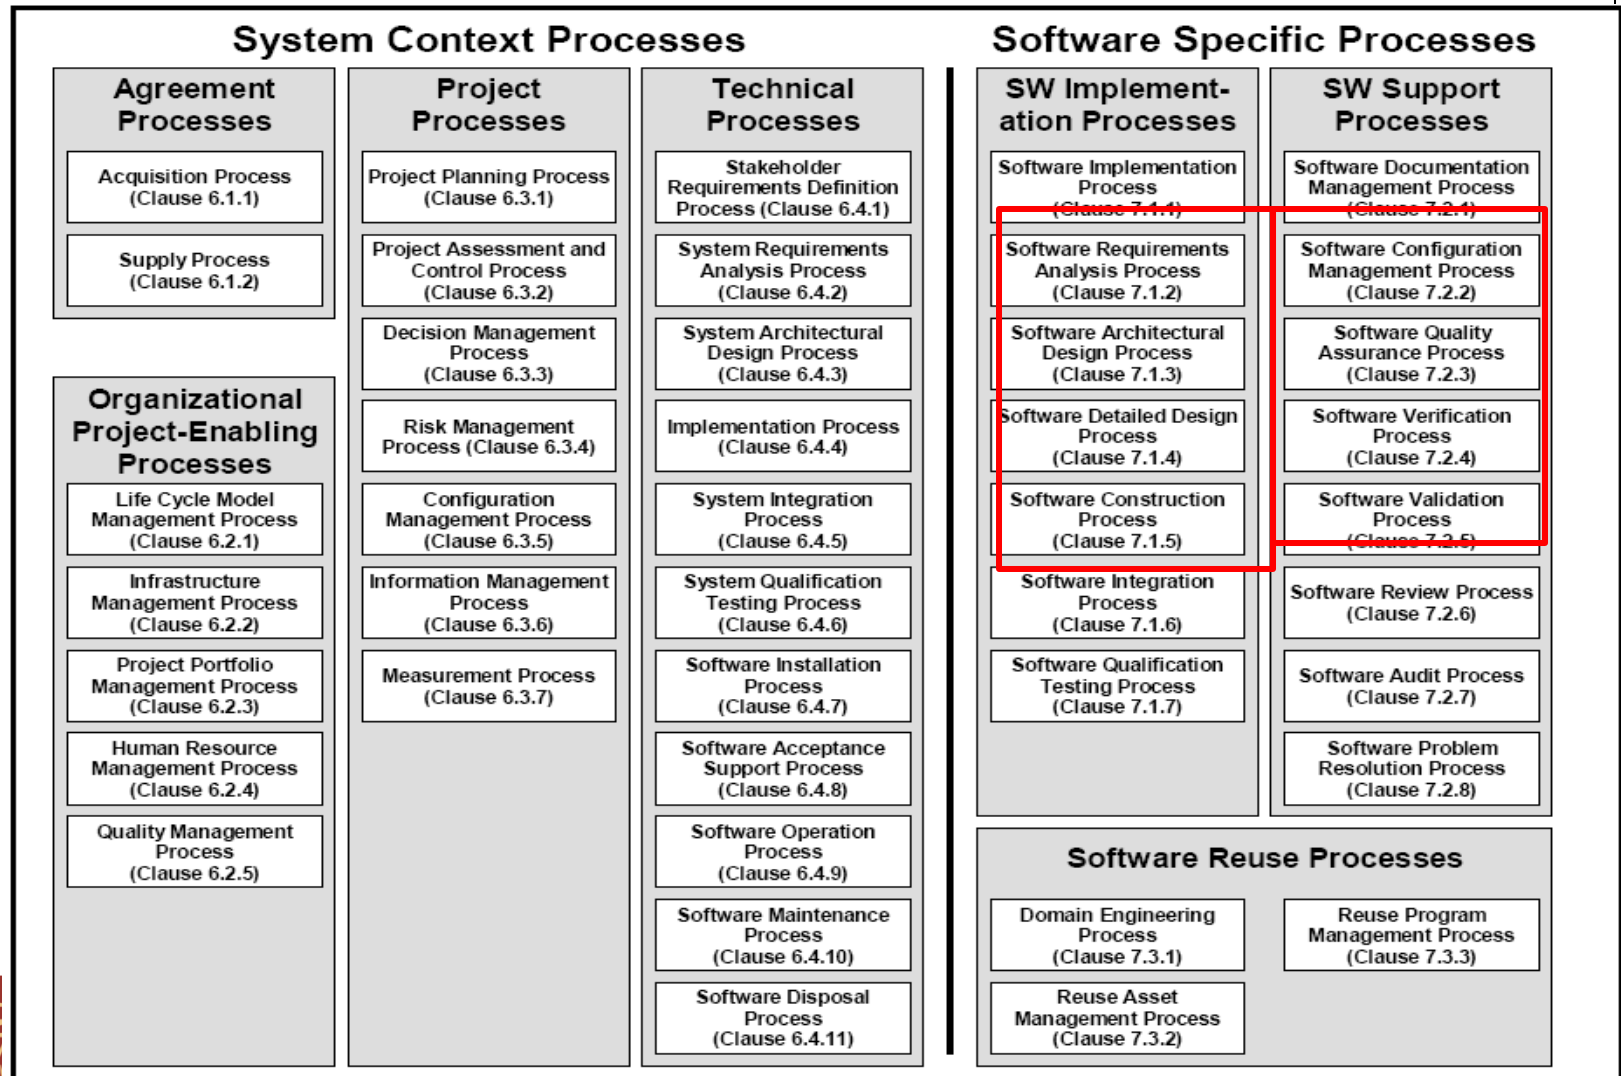 System Context Processes
Software Specific Processes
Agreement
Processes
Acquisition Process
(Clause 6.1.1)
Supply Process
(Clause 6.1.2)
Organizational
Project-Enabling
Processes
Life Cycle Model
Management Process
(Clause 6.2.1)
Infrastructure
Management Process
(Clause 6.2.2)
Project Portfolio
Management Process
(Clause 6.2.3)
Human Resource
Management Process
(Clause 6.2.4)
Quality Management
Process
(Clause 6.2.5)
Project
Processes
Project Planning Process
(Clause 6.3.1)
Project Assessment and
Control Process
(Clause 6.3.2)
Decision Management
Process
(Clause 6.3.3)
Risk Management
Process (Clause 6.3.4)
Configuration
Management Process
(Clause 6.3.5)
Information Management
Process
(Clause 6.3.6)
Measurement Process
(Clause 6.3.7)
Technical
Processes
Stakeholder
Requirements Definition
Process (Clause 6.4.1)
System Requirements
Analysis Process
(Clause 6.4.2)
System Architectural
Design Process
(Clause 6.4.3)
Implementation Process
(Clause 6.4.4)
System Integration
Process
(Clause 6.4.5)
System Qualification
Testing Process
(Clause 6.4.6)
Software Installation
Process
(Clause 6.4.7)
Software Acceptance
Support Process
(Clause 6.4.8)
Software Operation
Process
(Clause 6.4.9)
Software Maintenance
Process
(Clause 6.4.10)
Software Disposal
Process
(Clause 6.4.11)
SW Implement-
ation Processes
Software Implementation
Process
(Clause 7.1.1)
Software Requirements
Analysis Process
(Clause 7.1.2)
Software Architectural
Design Process
(Clause 7.1.3)
Software Detailed Design
Process
(Clause 7.1.4)
Software Construction
Process
(Clause 7.1.5)
Software Integration
Process
(Clause 7.1.6)
Software Qualification
Testing Process
(Clause 7.1.7)
SW Support
Processes
Software Documentation
Management Process
(Clause 7.2.1)
Software Configuration
Management Process
(Clause 7.2.2)
Software Quality
Assurance Process
(Clause 7.2.3)
Software Verification
Process
(Clause 7.2.4)
Software Validation
Process
(Clause 7.2.5)
Software Review Process
(Clause 7.2.6)
Software Audit Process
(Clause 7.2.7)
Software Problem
Resolution Process
(Clause 7.2.8)
Software Reuse Processes
Domain Engineering
Process
(Clause 7.3.1)
Reuse Asset
Management Process
(Clause 7.3.2)
Reuse Program
Management Process
(Clause 7.3.3)